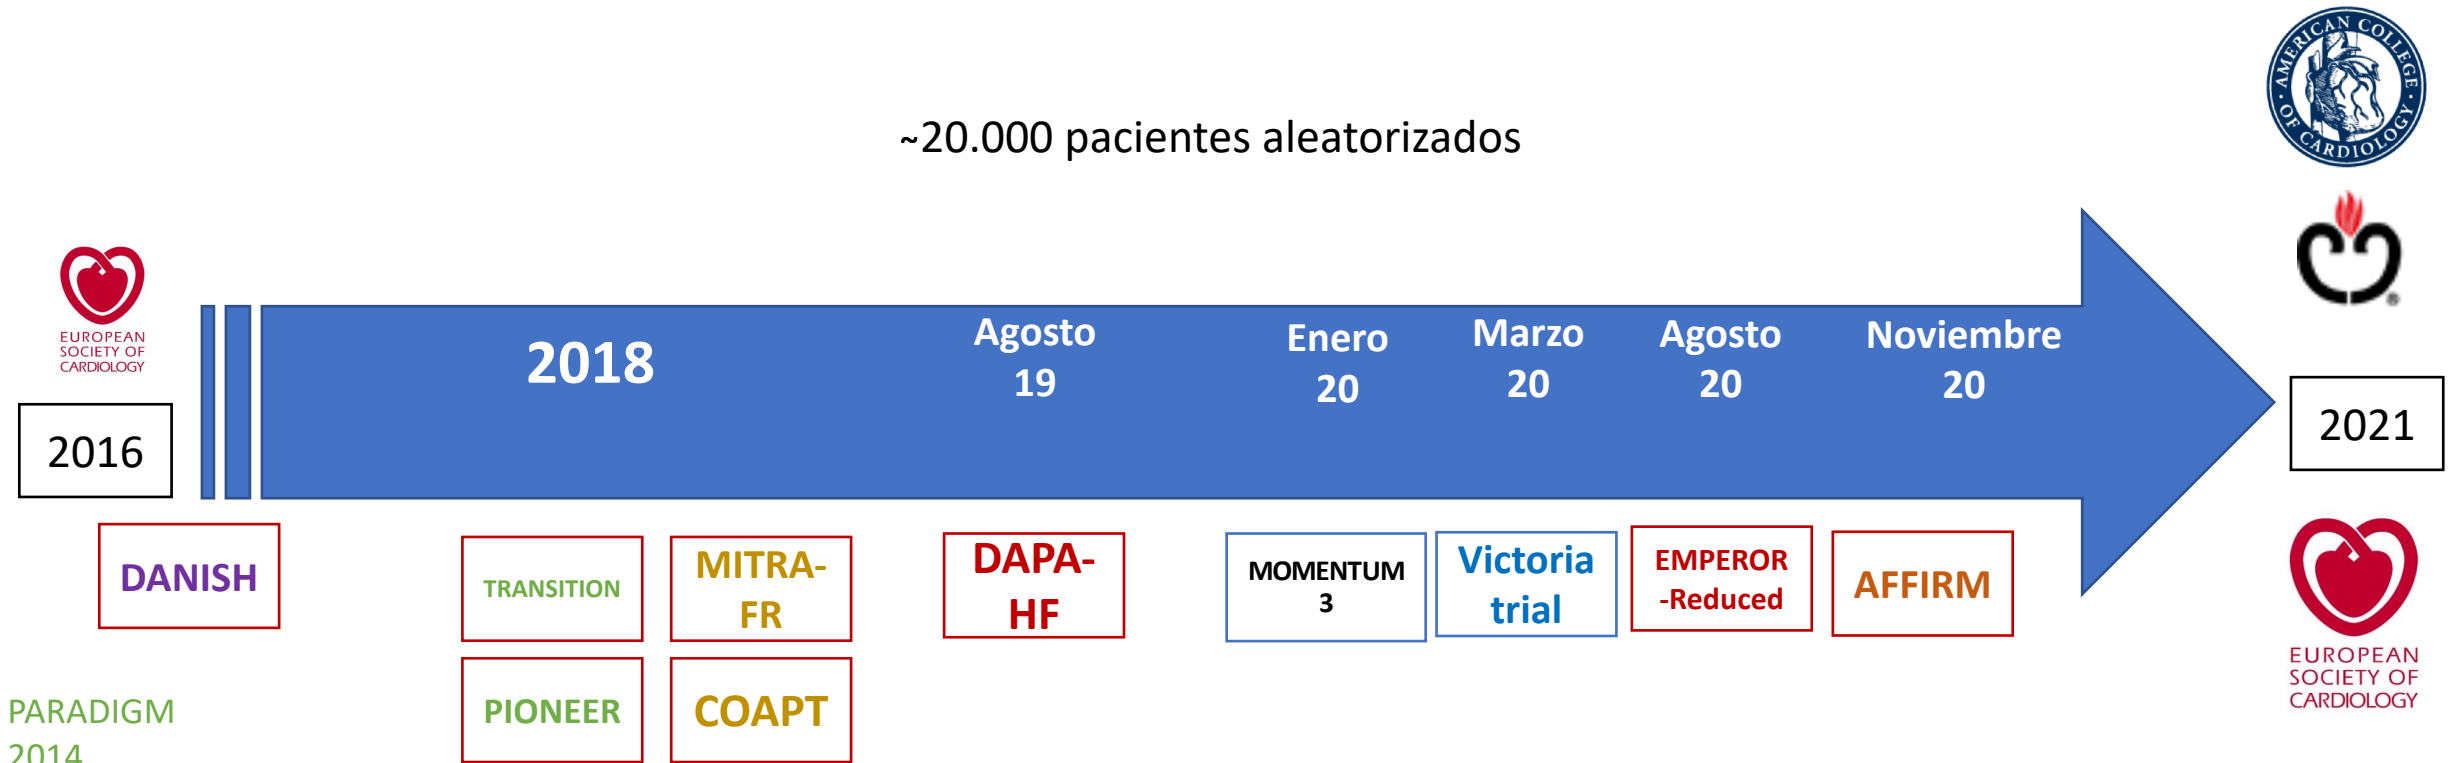 AMERICAN COLLEGE
OF CARDIOLOGY
~20.000 pacientes aleatorizados
EUROPEAN
SOCIETY OF
CARDIOLOGY
2016
2018
Agosto
19
Enero
20
Marzo
20
Agosto
20
Noviembre
20
2021
DANISH
TRANSITION
MITRA-
FR
DAPA-
HF
MOMENTUM
3
Victoria
trial
EMPEROR
-Reduced
AFFIRM
PIONEER
COAPT
EUROPEAN
SOCIETY OF
CARDIOLOGY
PARADIGM
2014